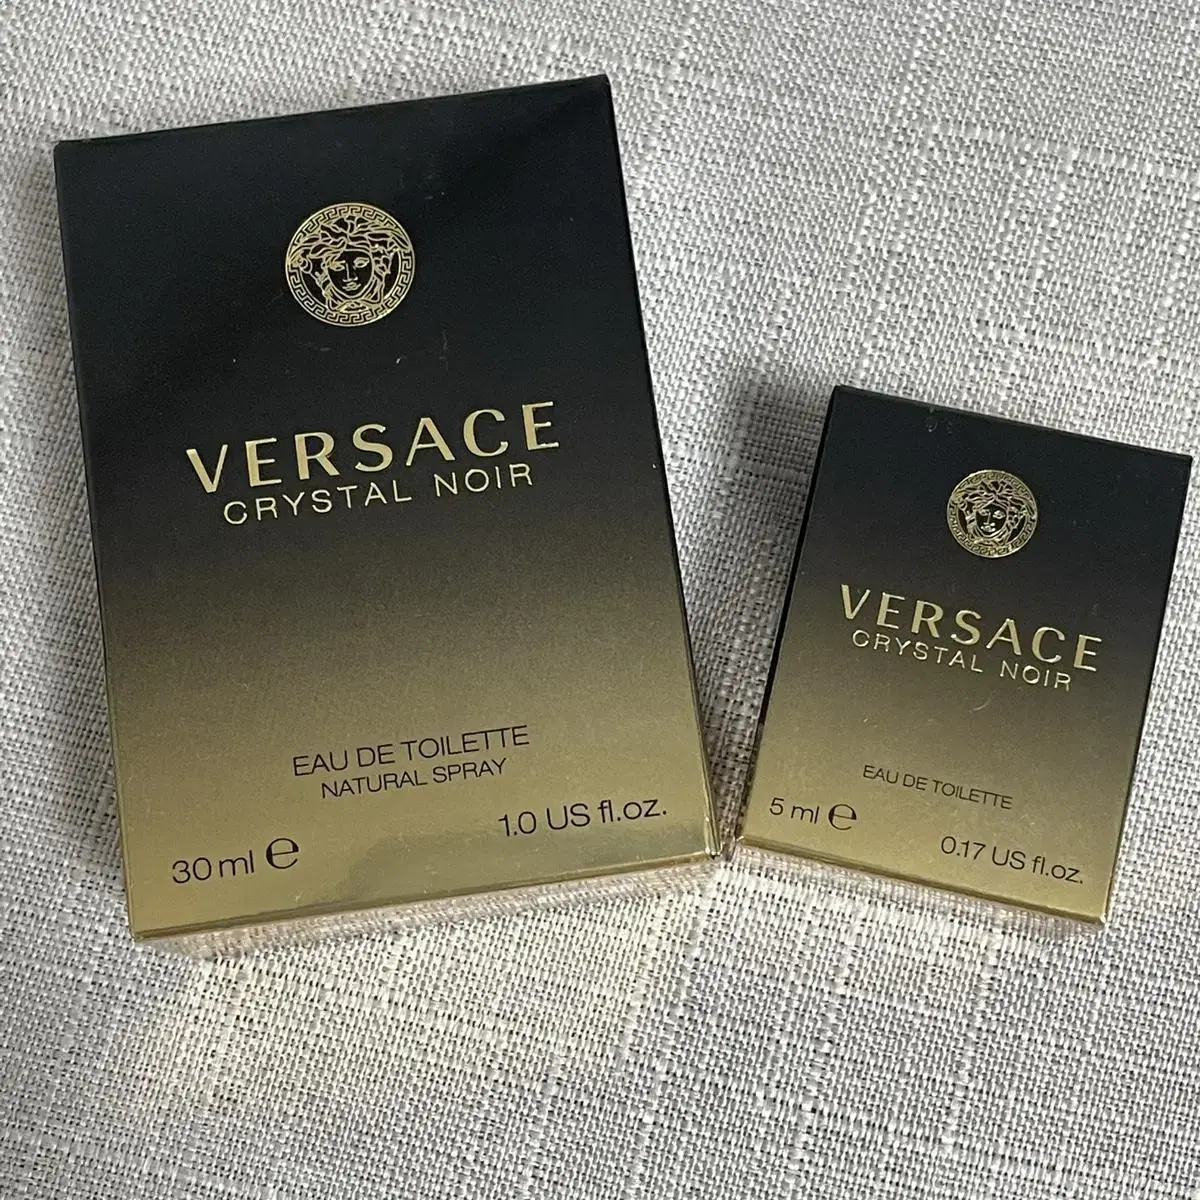 VERSACE
CRYSTAL NOIR
EAU DE TOILETTE
NATURAL SPRAY
30 ml ℮
1.0 US fl.oz.
VERSACE
CRYSTAL NOIR
EAU DE TOILETTE
5 ml ℮
0.17 US fl.oz.